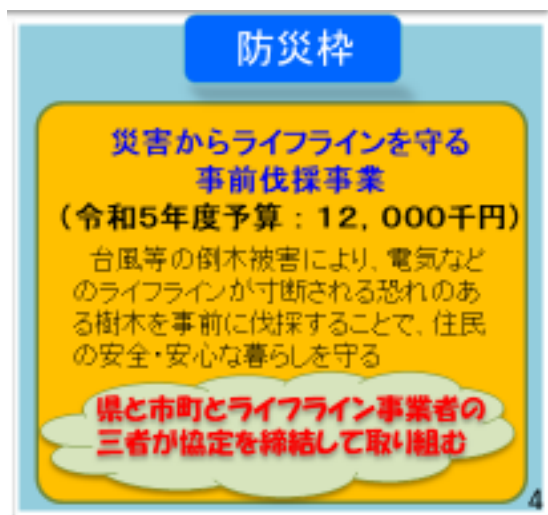 防災枠
災害からライフラインを守る
事前伐採事業
（令和5年度予算：12，000千円）
台風等の倒木被害により、電気など
のライフラインが寸断される恐れのあ
る樹木を事前に伐採することで、住民
の安全・安心な暮らしを守る
県と市町とライフライン事業者の
三者が協定を締結して取り組む
4